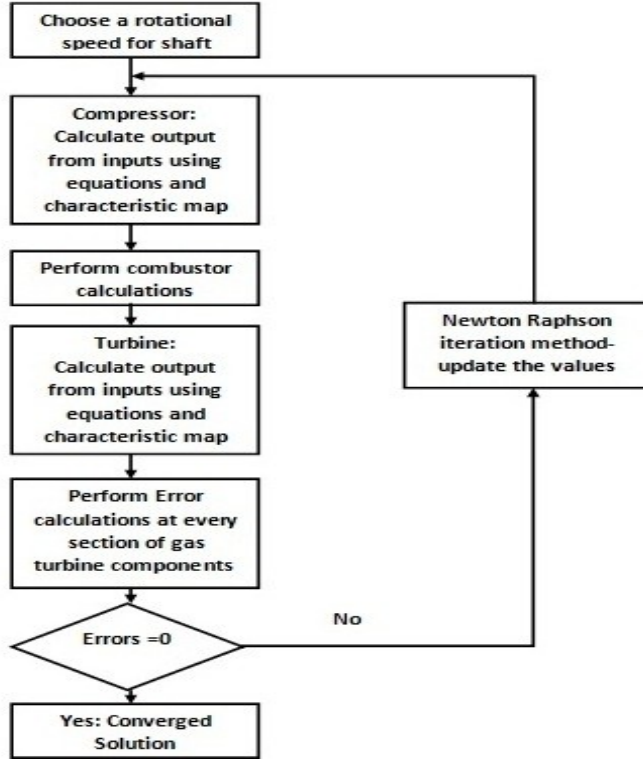 Choose a rotational
speed for shaft
Compressor:
Calculate output
from inputs using
equations and
characteristic map
Perform combustor
calculations
Turbine:
Calculate output
from inputs using
equations and
characteristic map
Perform Error
calculations at every
section of gas
turbine components
Errors =0
No
Newton Raphson
iteration method-
update the values
Yes: Converged
Solution